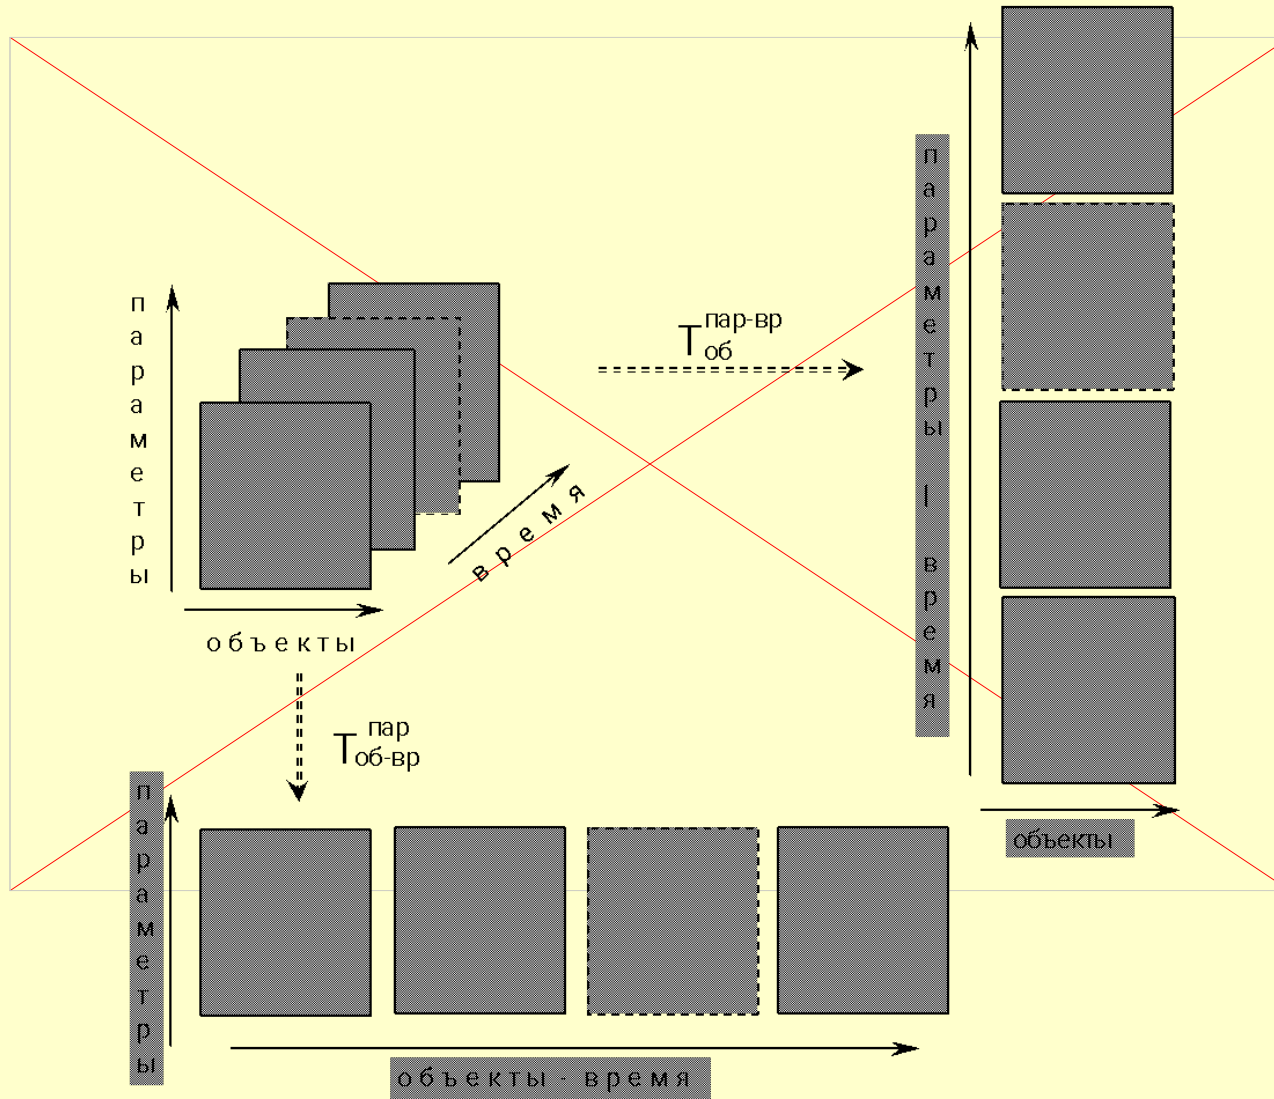 параметры
объекты
время
T об пар-вр
параметры I время
объекты
T об-вр пар
параметры
объекты - время